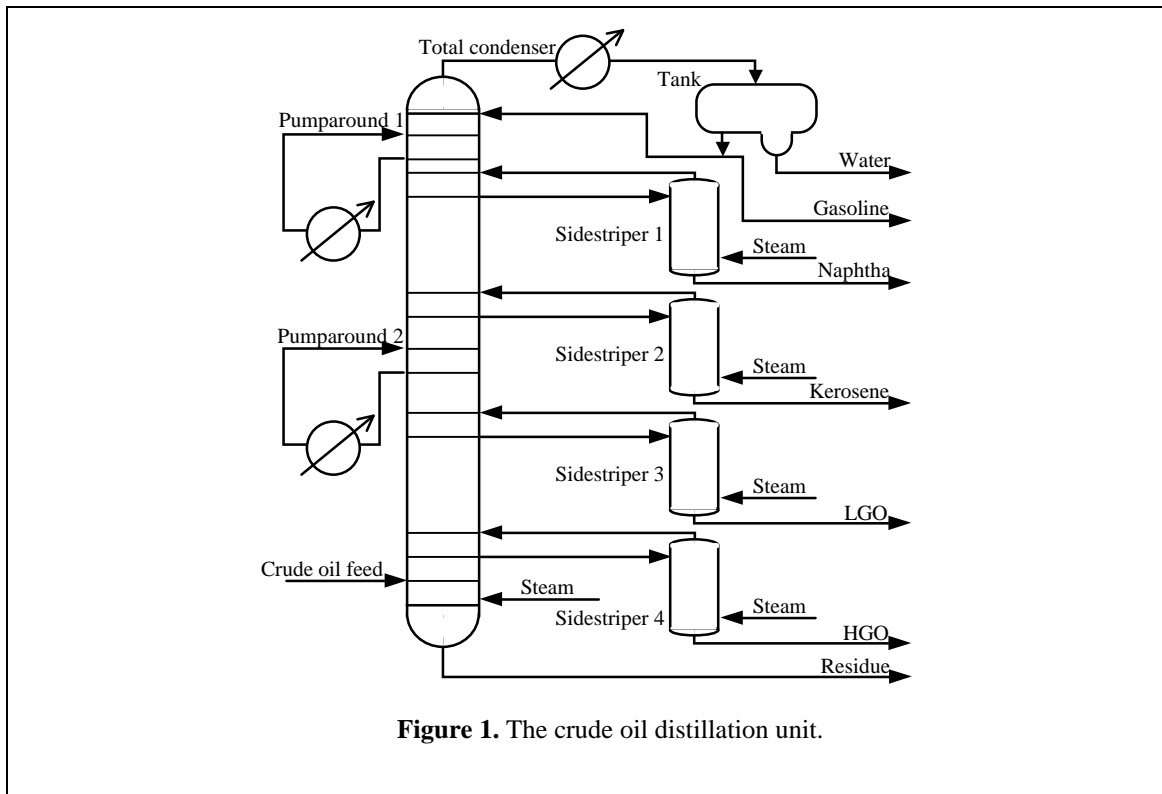 Total condenser
Tank
Pumparound 1
Water
Gasoline
Sidestriper 1
Steam
Naphtha
Pumparound 2
Sidestriper 2
Steam
Kerosene
Sidestriper 3
Steam
LGO
Crude oil feed
Steam
Sidestriper 4
Steam
HGO
Residue
Figure 1. The crude oil distillation unit.